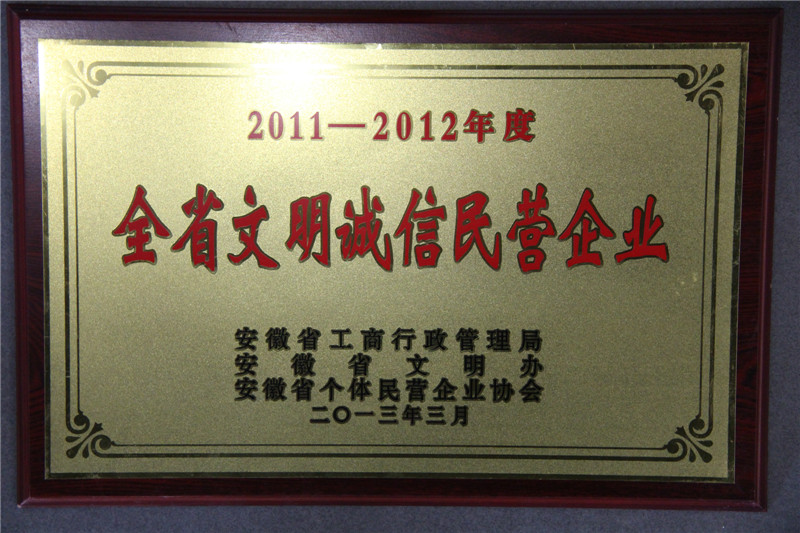 2011—2012年度
全省文明诚信民营企业
安徽省工商行政管理局
安徽省文明办
安徽省个体民营企业协会
二〇一三年三月